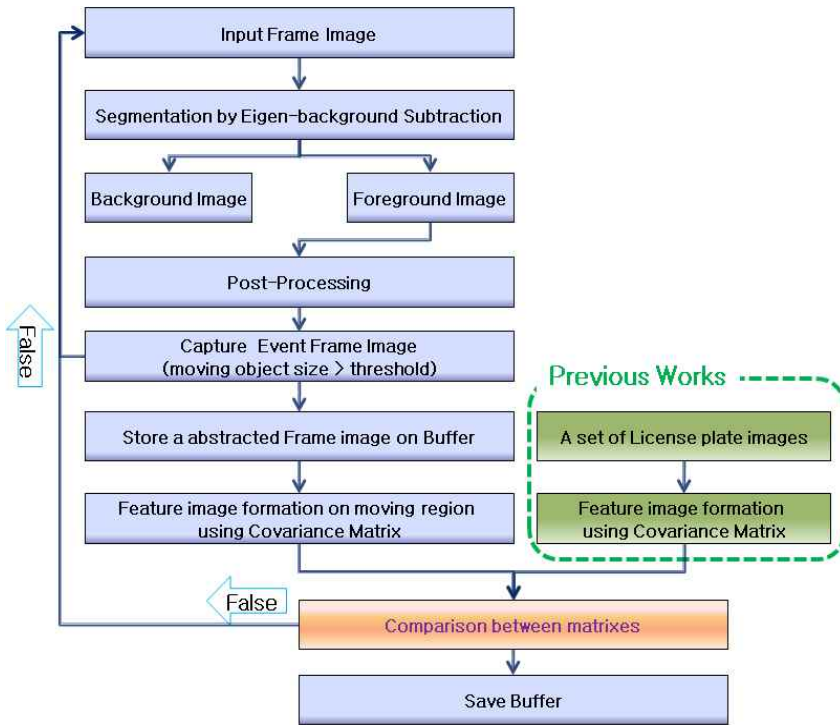 Input Frame Image
Segmentation by Eigen-background Subtraction
Background Image
Foreground Image
Post-Processing
False
Capture Event Frame Image
(moving object size > threshold)
Previous Works
Store a abstracted Frame image on Buffer
A set of License plate images
Feature image formation on moving region
using Covariance Matrix
Feature image formation
using Covariance Matrix
False
Comparison between matrixes
Save Buffer